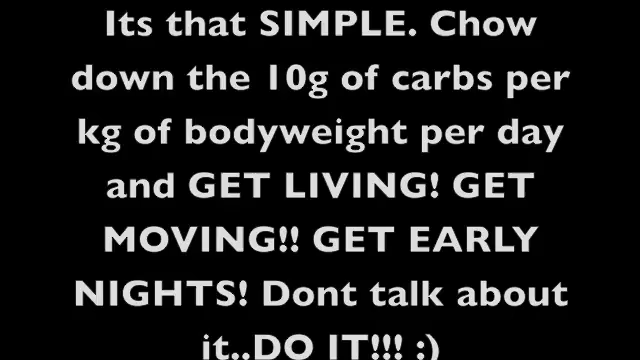 Its that SIMPLE. Chow
down the 10g of carbs per
kg of bodyweight per day
and GET LIVING! GET
MOVING!! GET EARLY
NIGHTS! Dont talk about
it..DO IT!!! :)